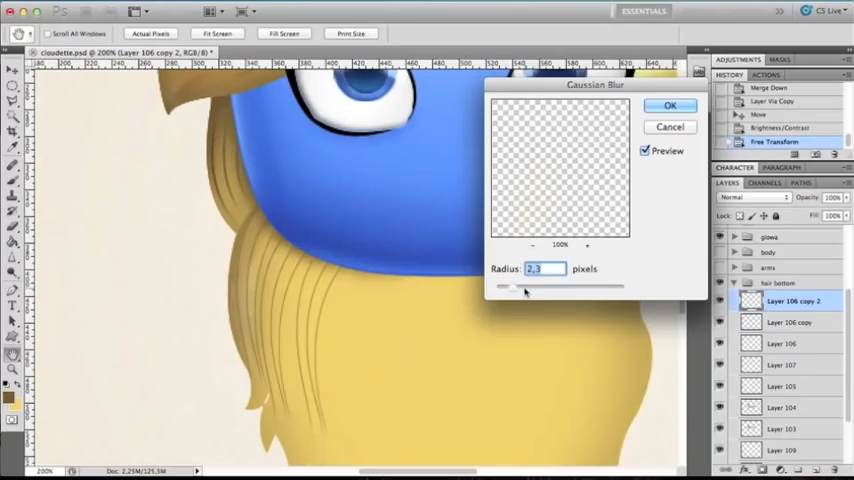 Ps
ESSENTIALS
CS Live
Scroll All Windows
Actual Pixels
Fit Screen
Fill Screen
Print Size
cloudette.psd @ 200% (Layer 106 copy 2, RGB/8) *
Gaussian Blur
OK
Cancel
Preview
100%
Radius: 2,3 pixels
ADJUSTMENTS
MASKS
HISTORY
ACTIONS
Merge Down
Layer Via Copy
Move
Brightness/Contrast
Free Transform
CHARACTER
PARAGRAPH
LAYERS
CHANNELS
PATHS
Normal
Opacity: 100%
Lock:
Fill: 100%
glowa
body
arms
hair bottom
Layer 106 copy 2
Layer 106 copy
Layer 106
Layer 107
Layer 105
Layer 104
Layer 103
Layer 109
200%
Doc: 2,25M/125,5M